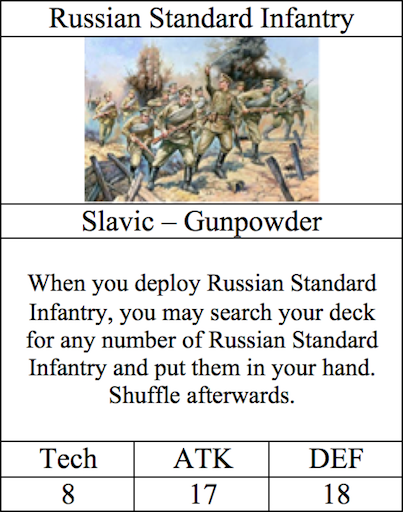 Russian Standard Infantry
Slavic – Gunpowder
When you deploy Russian Standard
Infantry, you may search your deck
for any number of Russian Standard
Infantry and put them in your hand.
Shuffle afterwards.
Tech ATK DEF
8 17 18